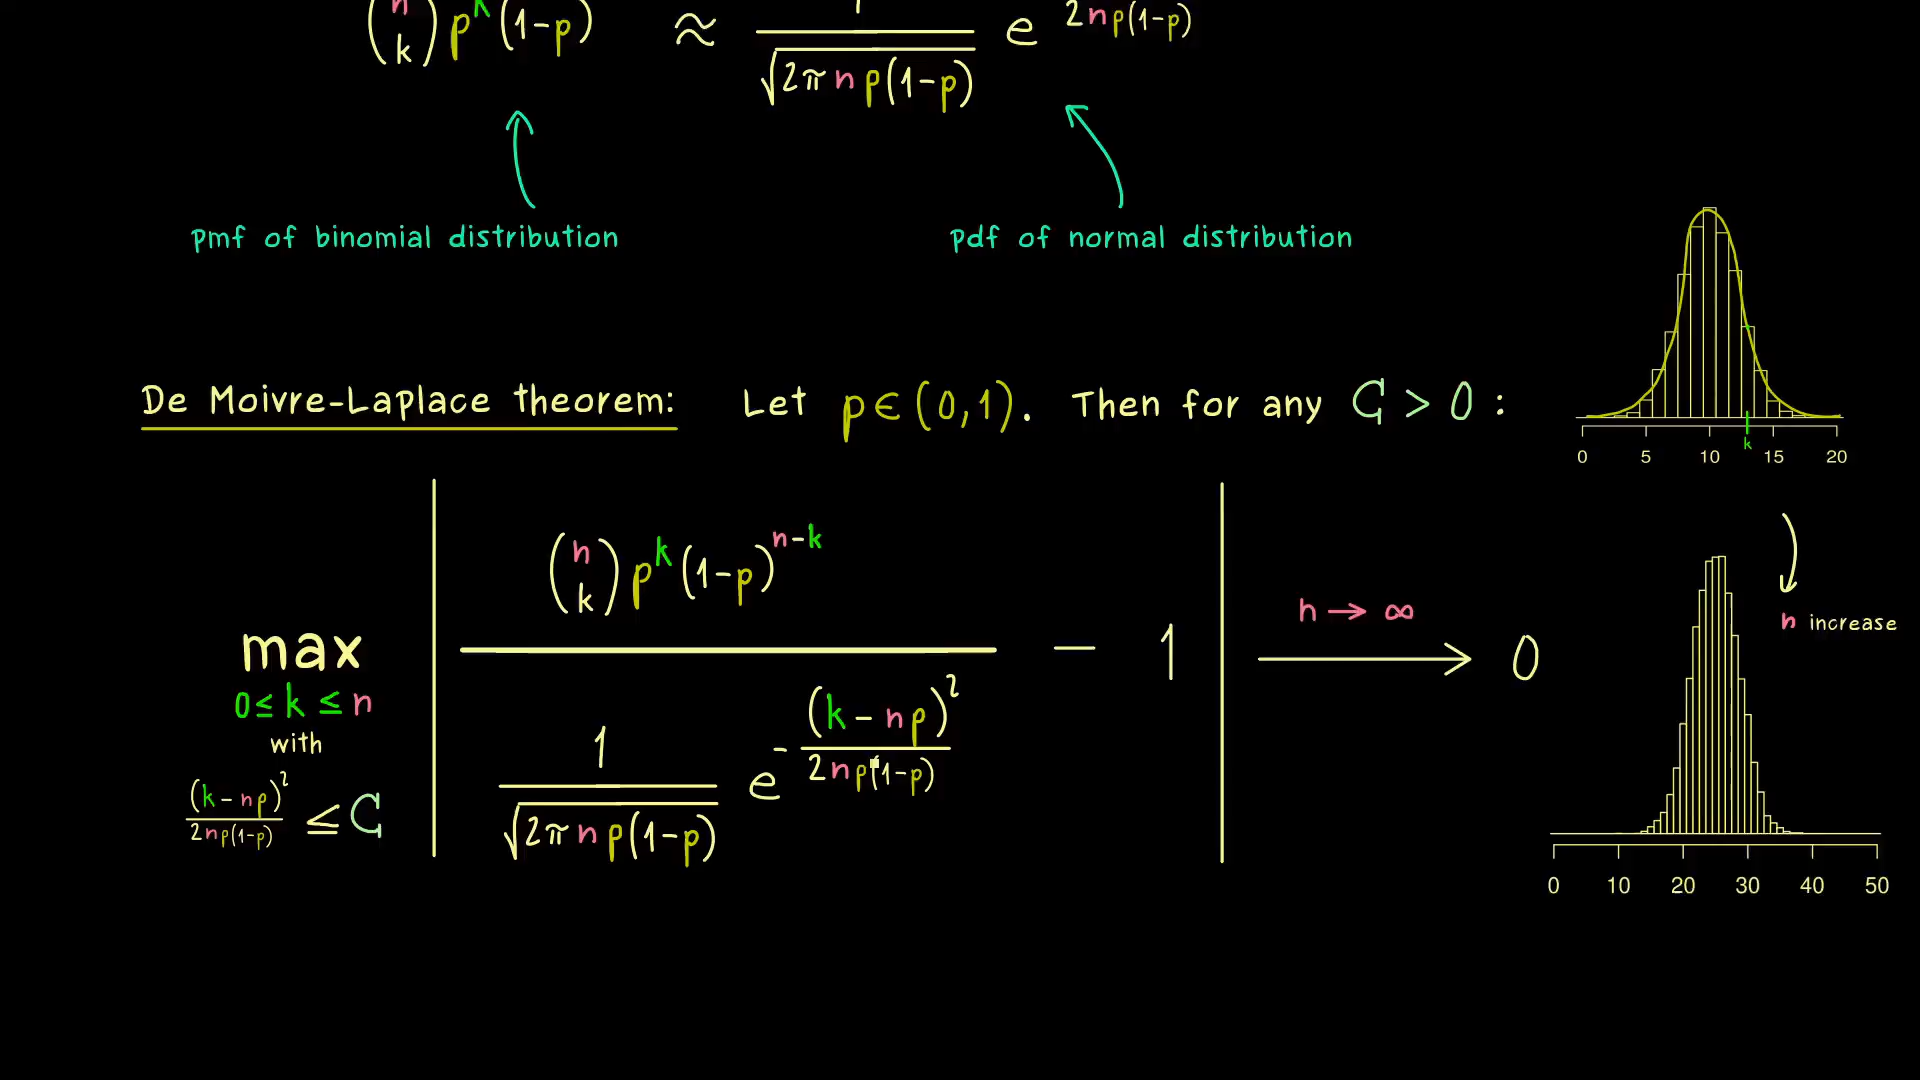 (n k) p^k (1-p) ≈ 1/√(2π n p(1-p)) e 2np(1-p)
pmf of binomial distribution
pdf of normal distribution
De Moivre-Laplace theorem: Let p∈(0,1). Then for any C > 0 :
max 0≤k≤n with (k-np)²/(2np(1-p)) ≤ C | (n k) p^k (1-p)^(n-k) / (1/√(2π n p(1-p)) e^(-(k-np)²/(2np(1-p)))) - 1 | n→∞ → 0
k
0 5 10 15 20
n increase
0 10 20 30 40 50